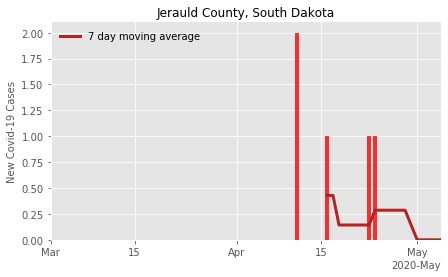 Jerauld County, South Dakota
7 day moving average
New Covid-19 Cases
2.00
1.75
1.50
1.25
1.00
0.75
0.50
0.25
0.00
Mar 15 Apr 15 May
2020-May